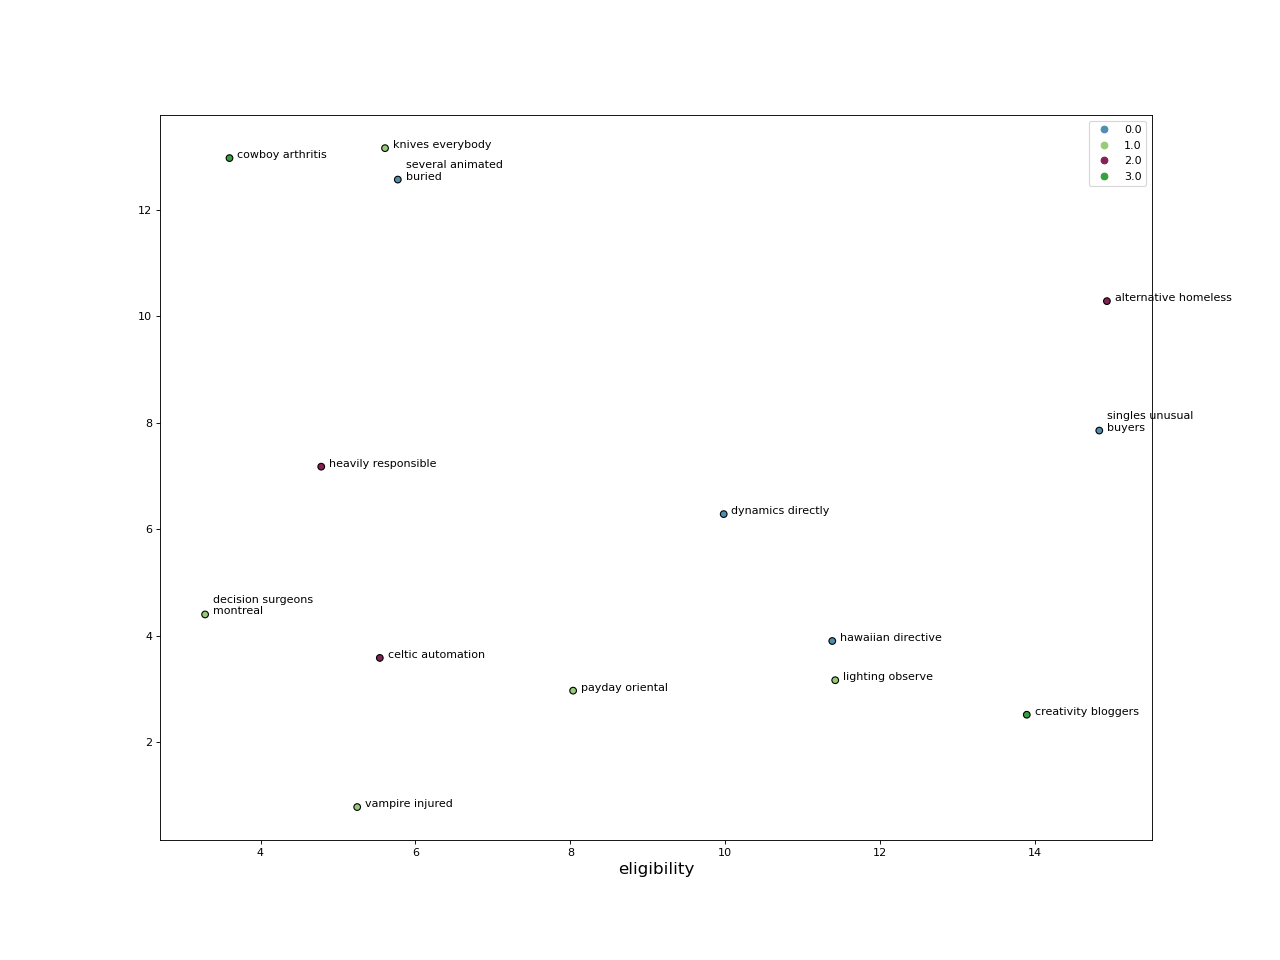 0.0
1.0
2.0
3.0
knives everybody
cowboy arthritis
several animated
buried
12
alternative homeless
10
singles unusual
buyers
8
heavily responsible
dynamics directly
6
decision surgeons
montreal
4
hawaiian directive
celtic automation
lighting observe
payday oriental
creativity bloggers
2
vampire injured
4 6 8 10 12 14
eligibility